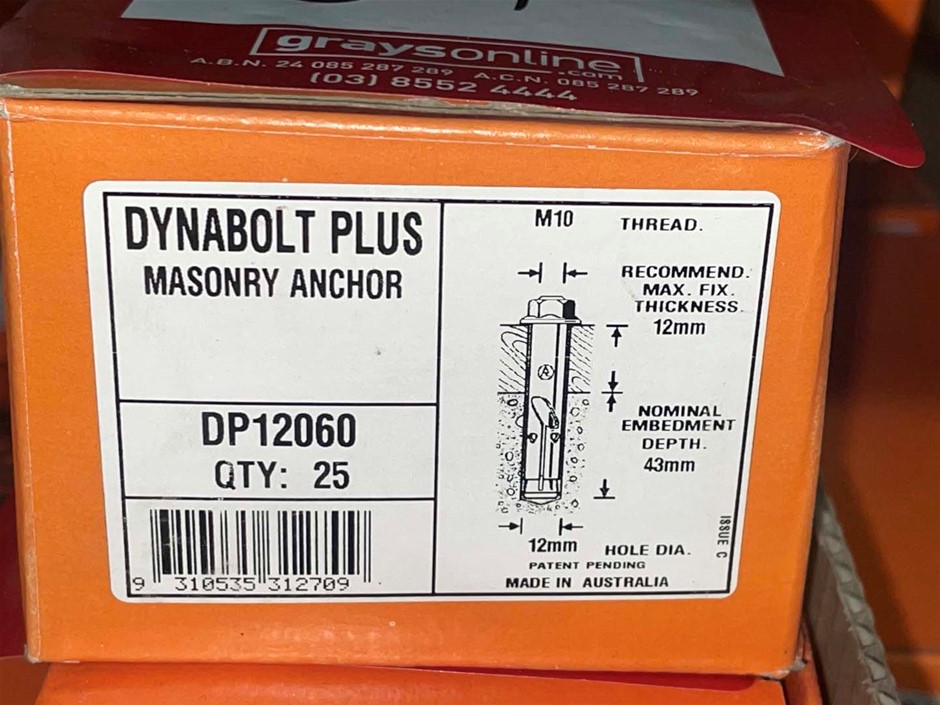 graysonline
.com
A.B.N. 24 085 287 289 A.C.N. 085 287 289
(03) 8552 4444
DYNABOLT PLUS
MASONRY ANCHOR
DP12060
QTY: 25
9 310535 312709
M10 THREAD.
RECOMMEND.
MAX. FIX.
THICKNESS.
12mm
A
NOMINAL
EMBEDMENT
DEPTH.
43mm
12mm HOLE DIA.
PATENT PENDING
MADE IN AUSTRALIA
ISSUE C